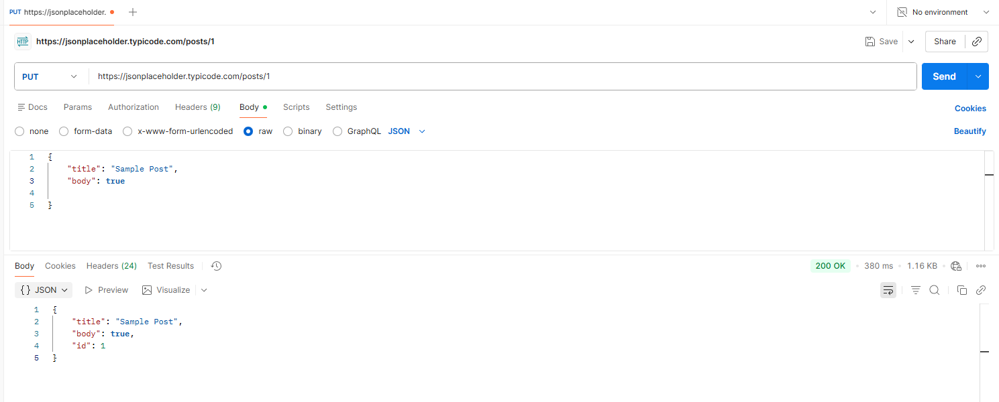 PUT https://jsonplaceholder. No environment
HTTP https://jsonplaceholder.typicode.com/posts/1 Save Share
PUT https://jsonplaceholder.typicode.com/posts/1 Send
Docs Params Authorization Headers (9) Body Scripts Settings Cookies
none form-data x-www-form-urlencoded raw binary GraphQL JSON Beautify
1 {
2 "title": "Sample Post",
3 "body": true
4
5 }
Body Cookies Headers (24) Test Results 200 OK 380 ms 1.16 KB
{} JSON Preview Visualize
1 {
2 "title": "Sample Post",
3 "body": true,
4 "id": 1
5 }